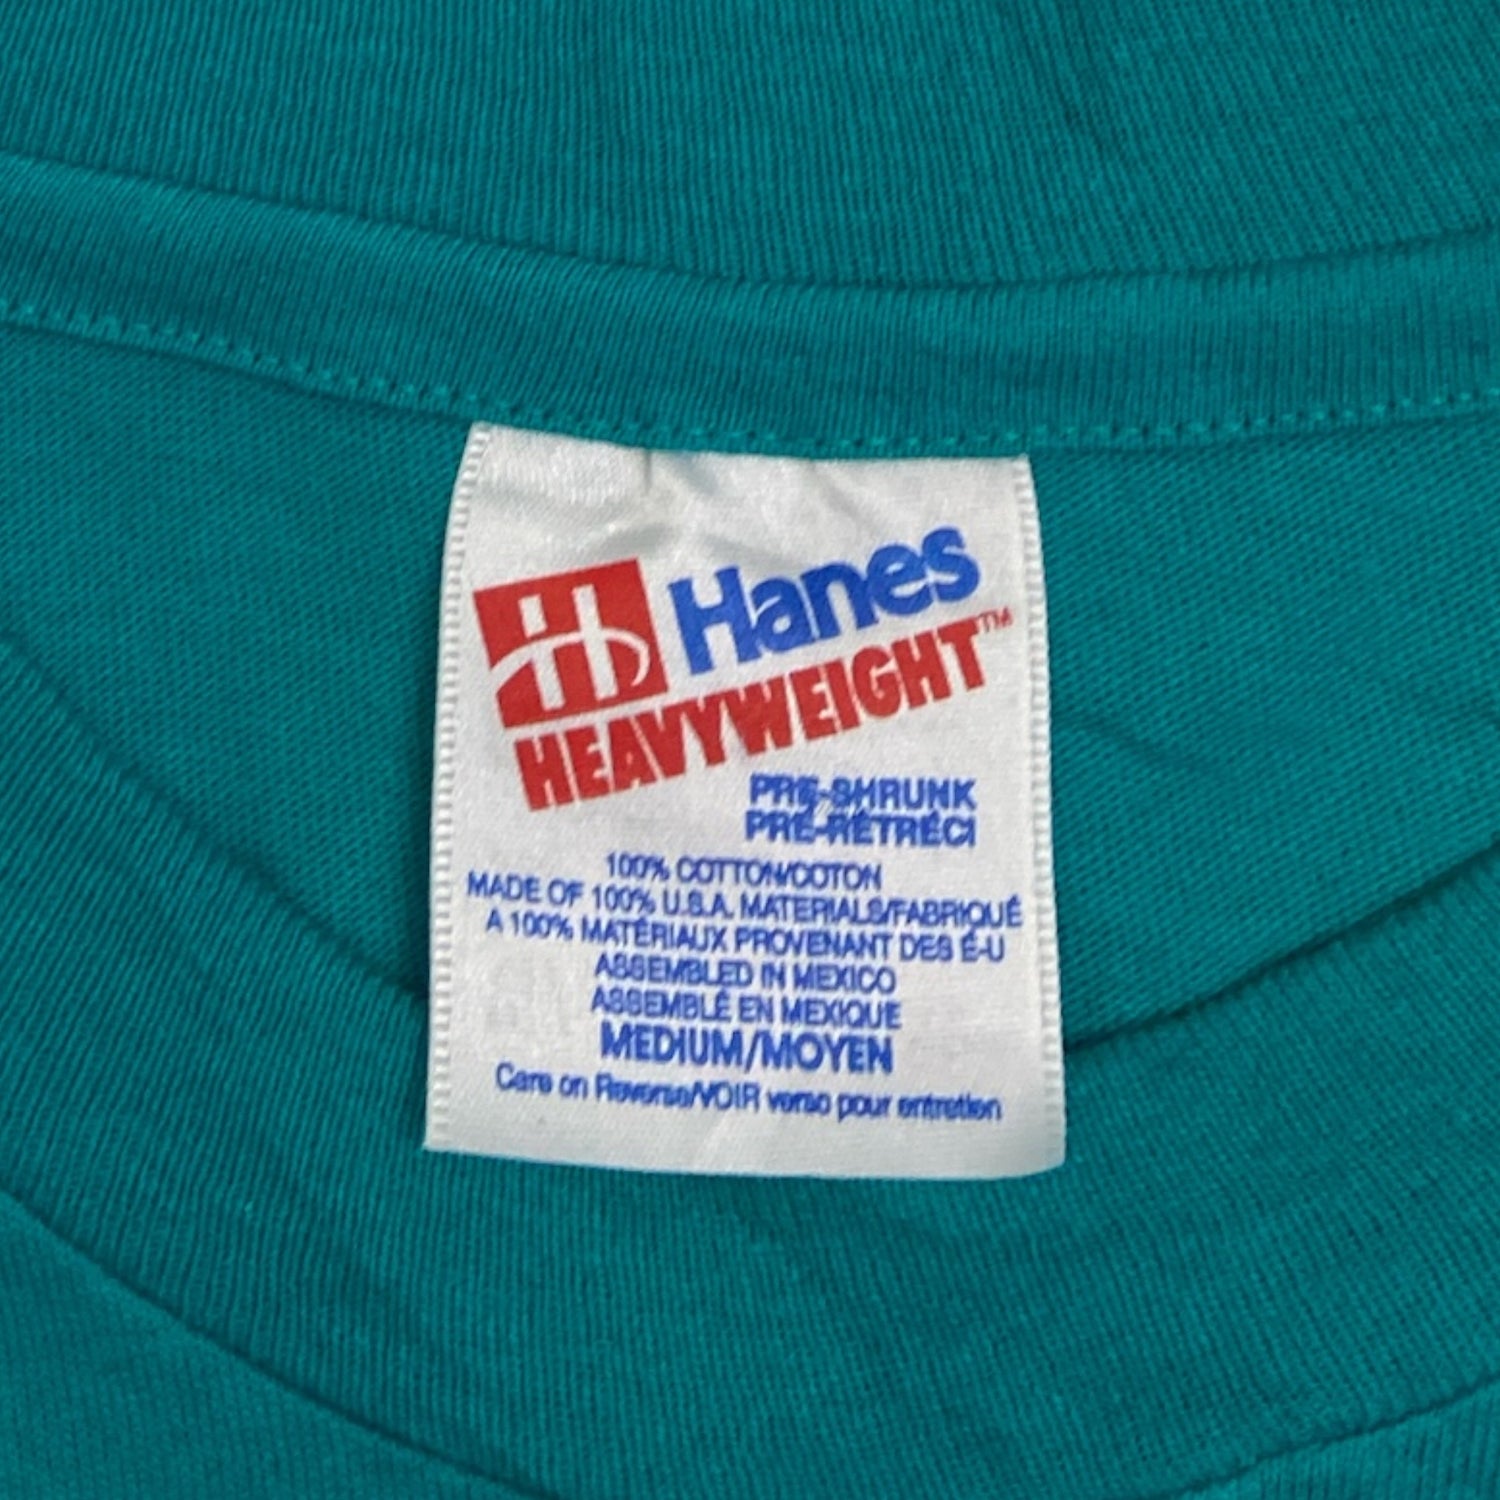 Hanes
HEAVYWEIGHT™
PRE-SHRUNK
PRÉ-RÉTRÉCI
100% COTTON/COTON
MADE OF 100% U.S.A. MATERIALS/FABRIQUÉ
A 100% MATÉRIAUX PROVENANT DES É-U
ASSEMBLED IN MEXICO
ASSEMBLÉ EN MEXIQUE
MEDIUM/MOYEN
Care on Reverse/VOIR verso pour entretien